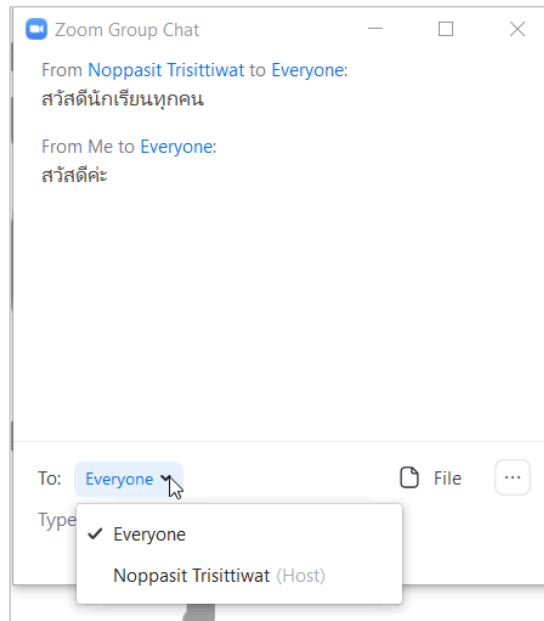 Zoom Group Chat
From Noppasit Trisittiwat to Everyone:
สวัสดีนักเรียนทุกคน
From Me to Everyone:
สวัสดีค่ะ
To: Everyone File ...
Type
Everyone
Noppasit Trisittiwat (Host)